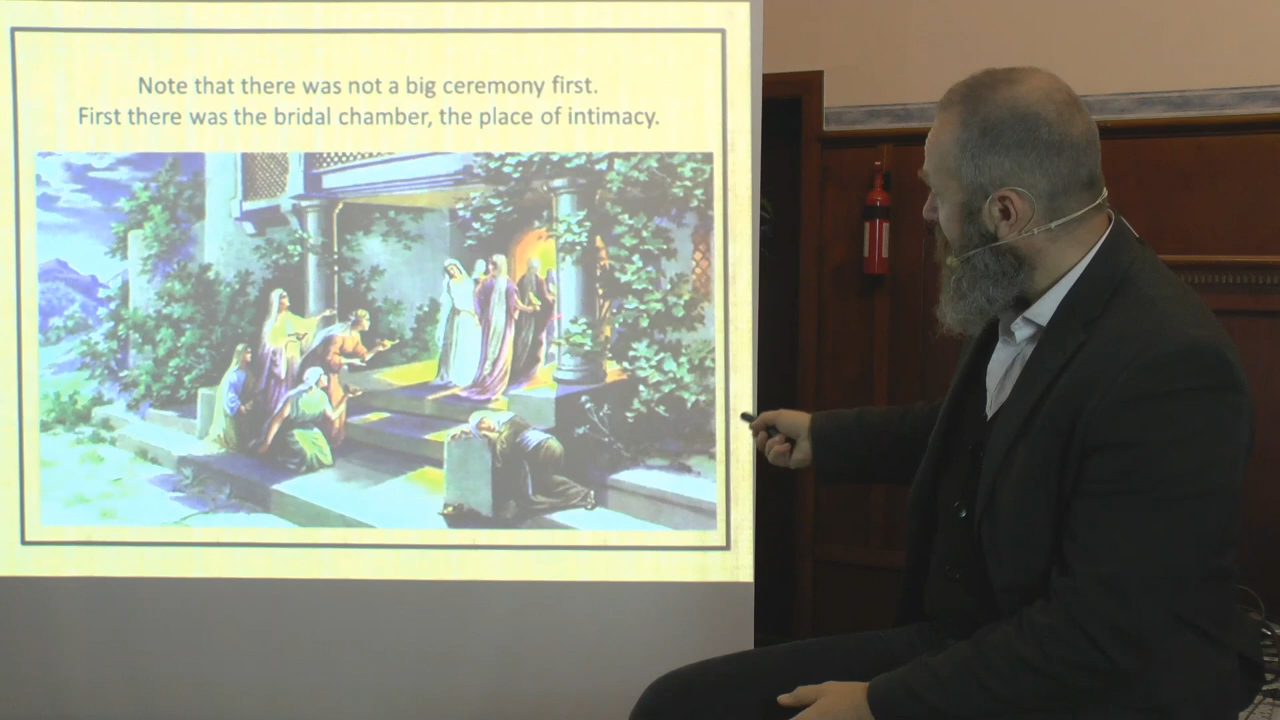 Note that there was not a big ceremony first.
First there was the bridal chamber, the place of intimacy.